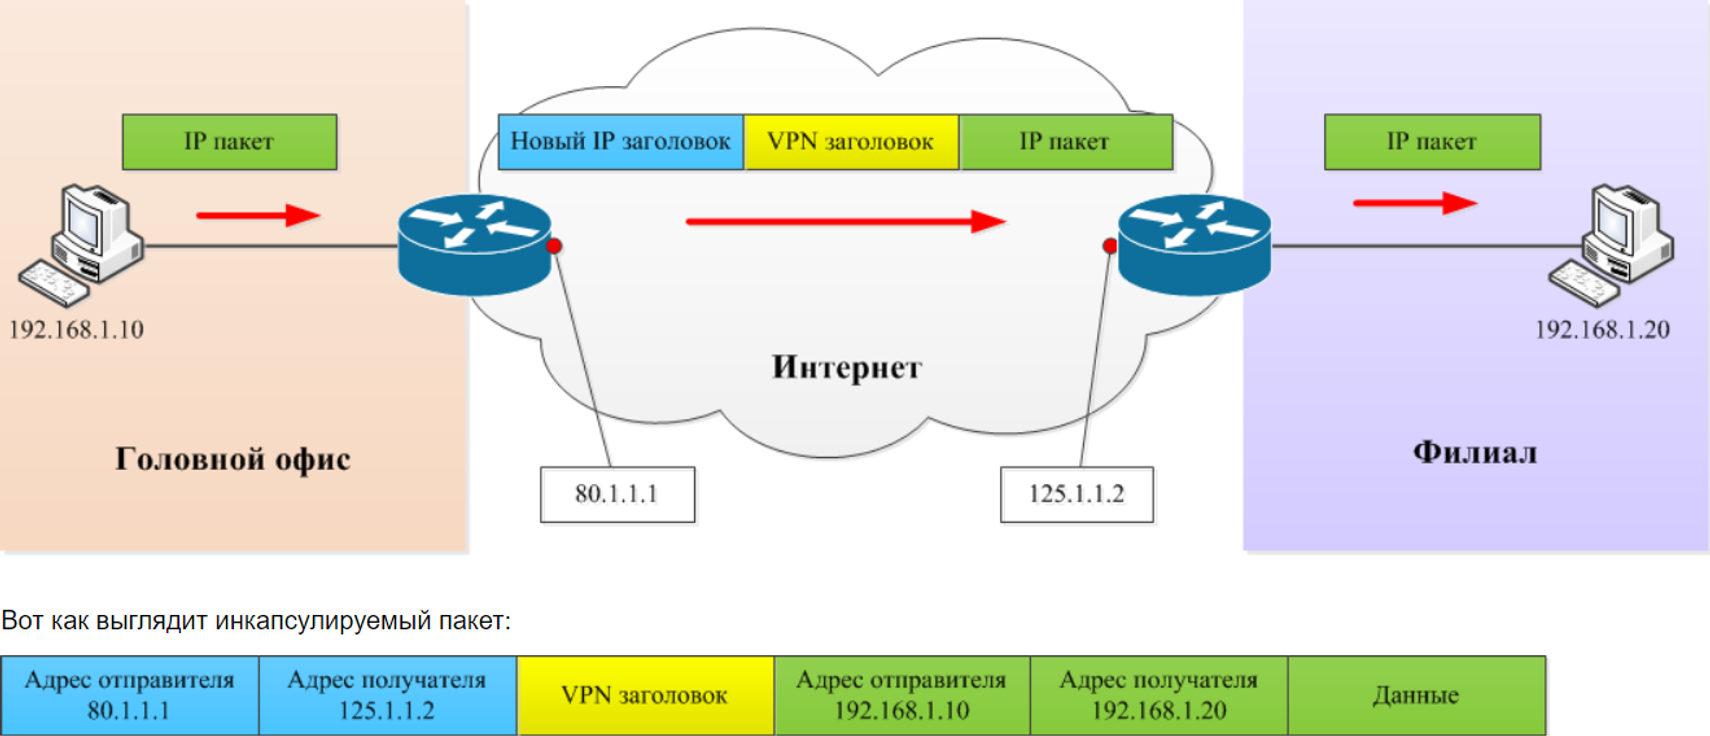 IP пакет
Новый IP заголовок
VPN заголовок
IP пакет
IP пакет
192.168.1.10
192.168.1.20
Интернет
Головной офис
Филиал
80.1.1.1
125.1.1.2
Вот как выглядит инкапсулируемый пакет:
Адрес отправителя
80.1.1.1
Адрес получателя
125.1.1.2
VPN заголовок
Адрес отправителя
192.168.1.10
Адрес получателя
192.168.1.20
Данные